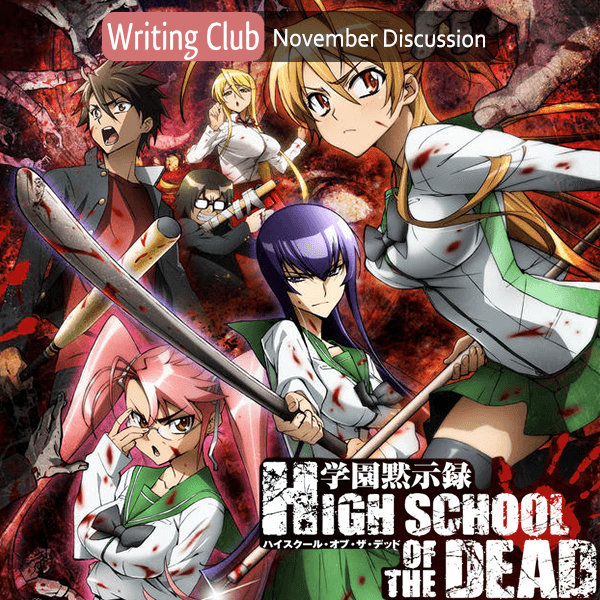 Writing Club November Discussion
学園黙示録
HIGH SCHOOL
ハイスクール・オブ・ザ・デッド
OF THE DEAD